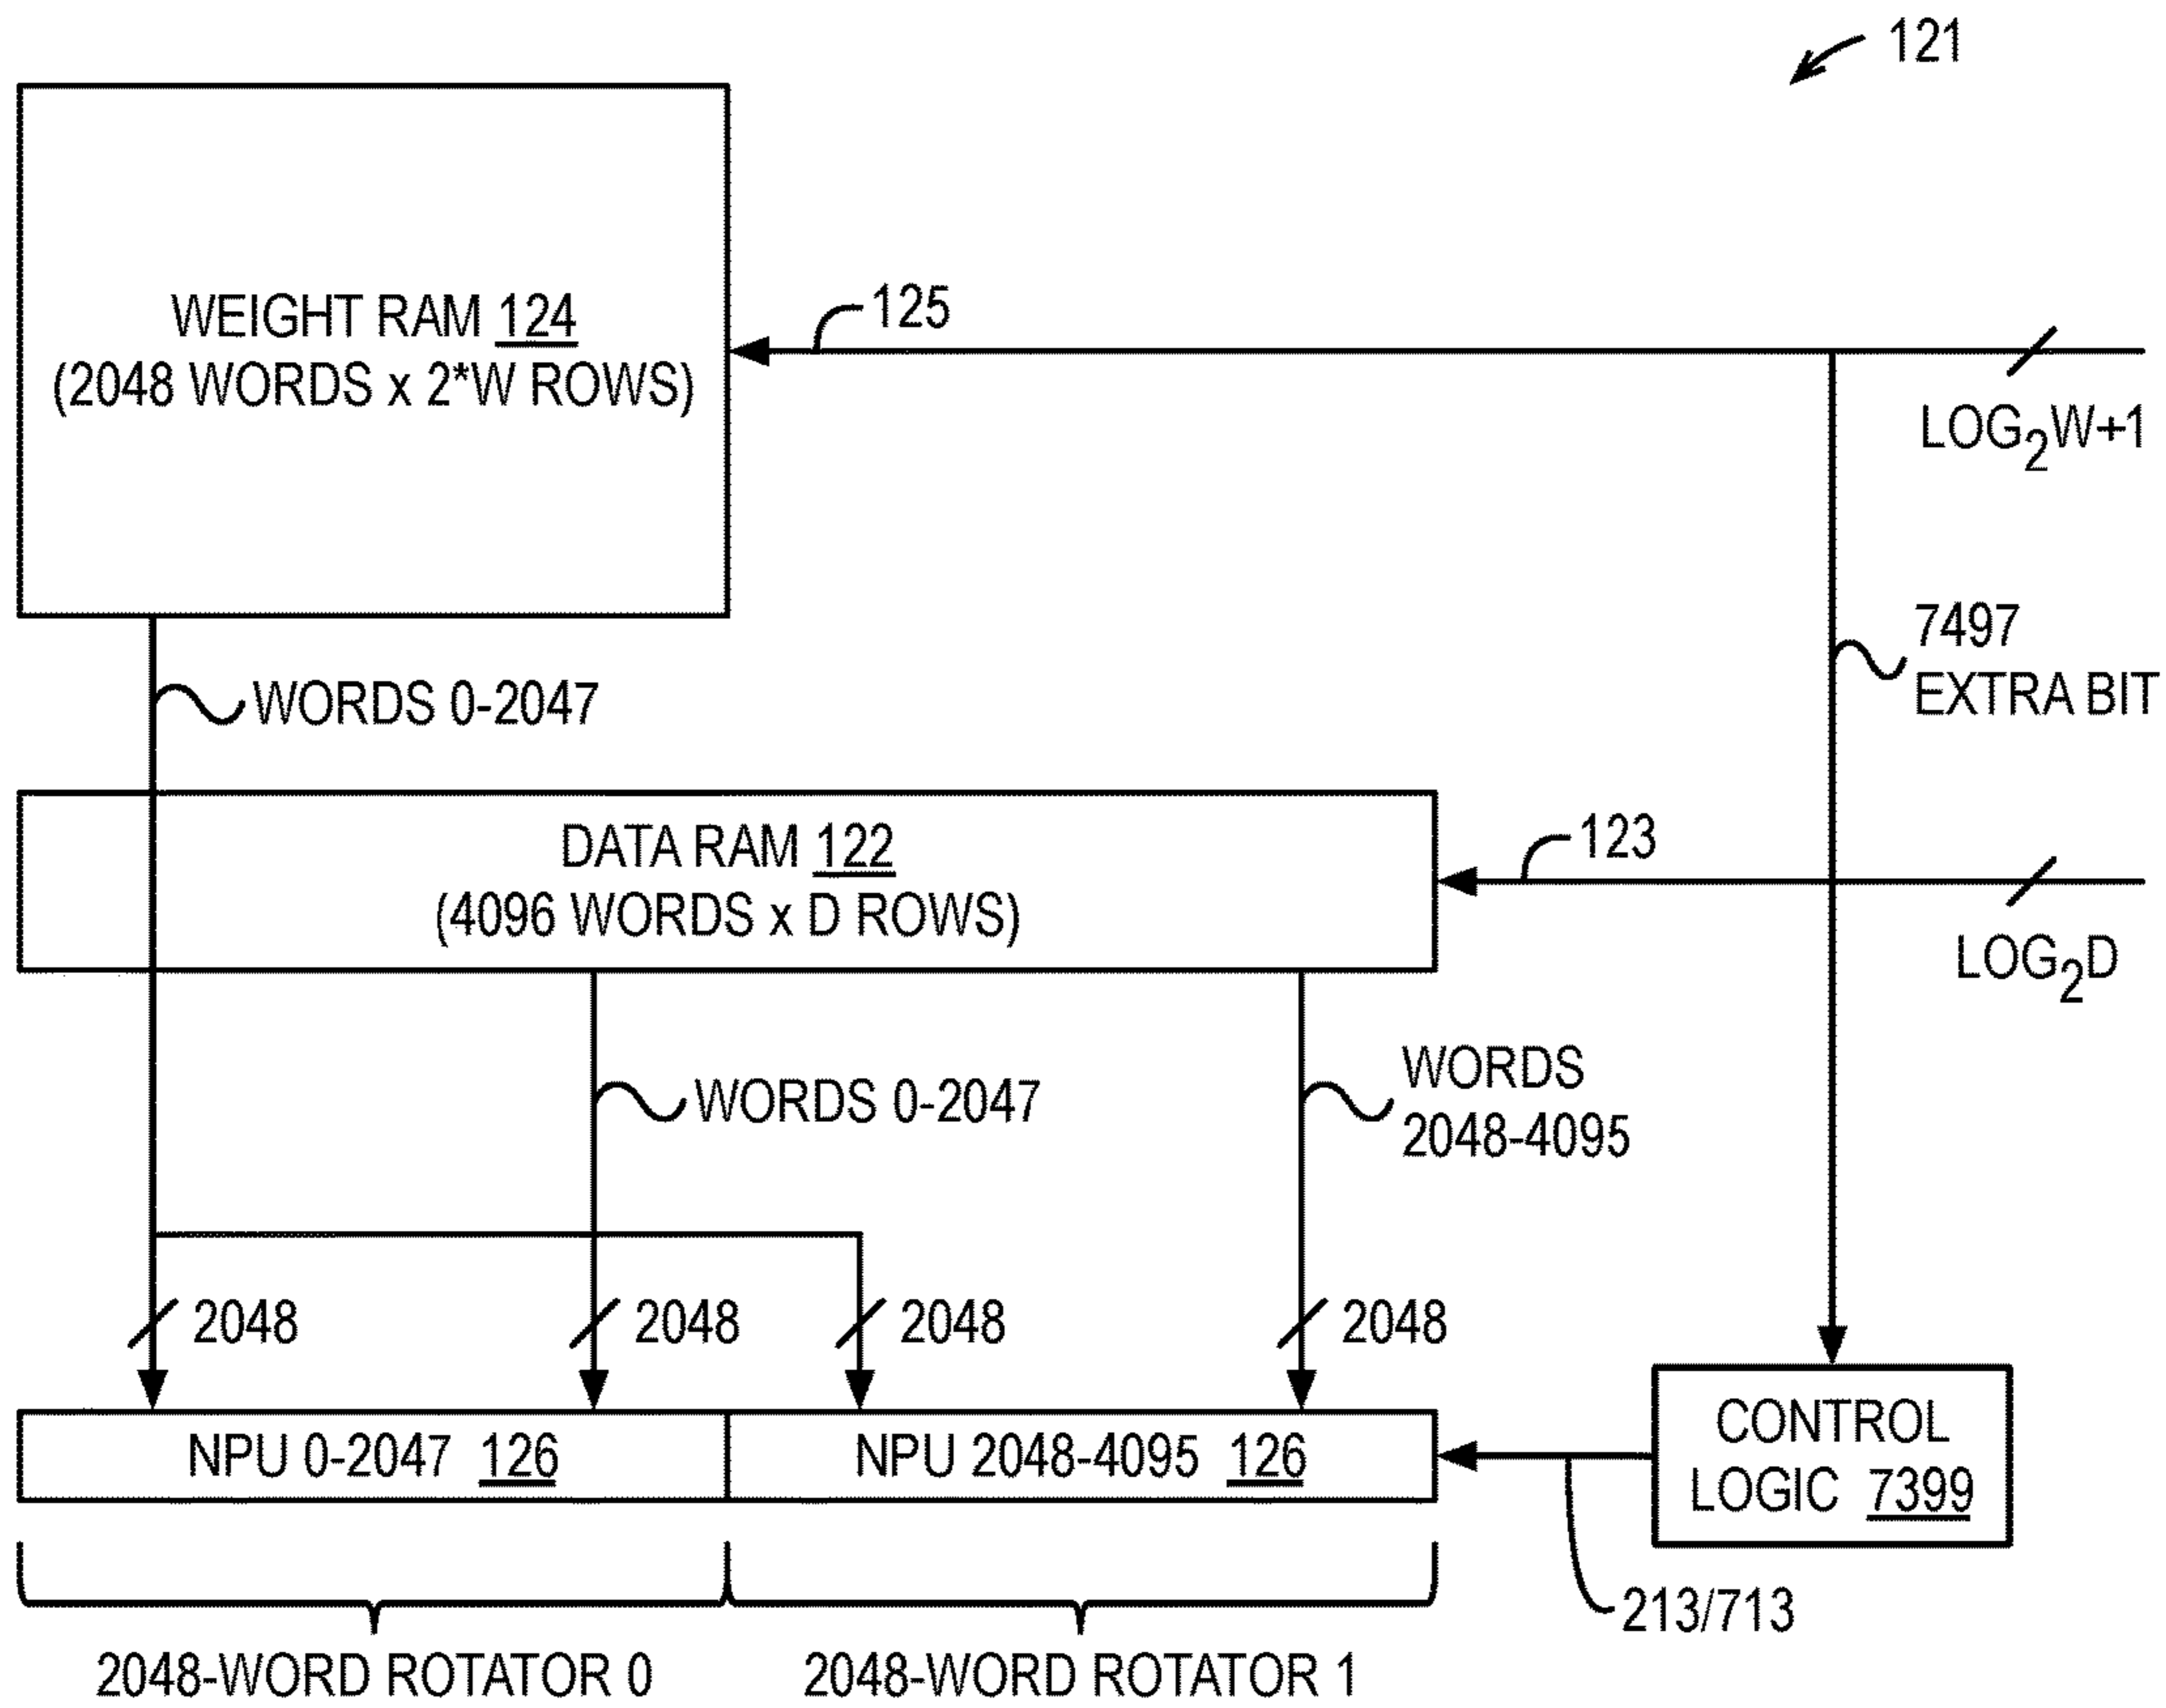 121
WEIGHT RAM 124
(2048 WORDS x 2*W ROWS)
125
LOG2W+1
7497
EXTRA BIT
WORDS 0-2047
DATA RAM 122
(4096 WORDS x D ROWS)
123
LOG2D
WORDS 0-2047
WORDS
2048-4095
2048
2048
2048
2048
NPU 0-2047 126
NPU 2048-4095 126
CONTROL
LOGIC 7399
213/713
2048-WORD ROTATOR 0
2048-WORD ROTATOR 1